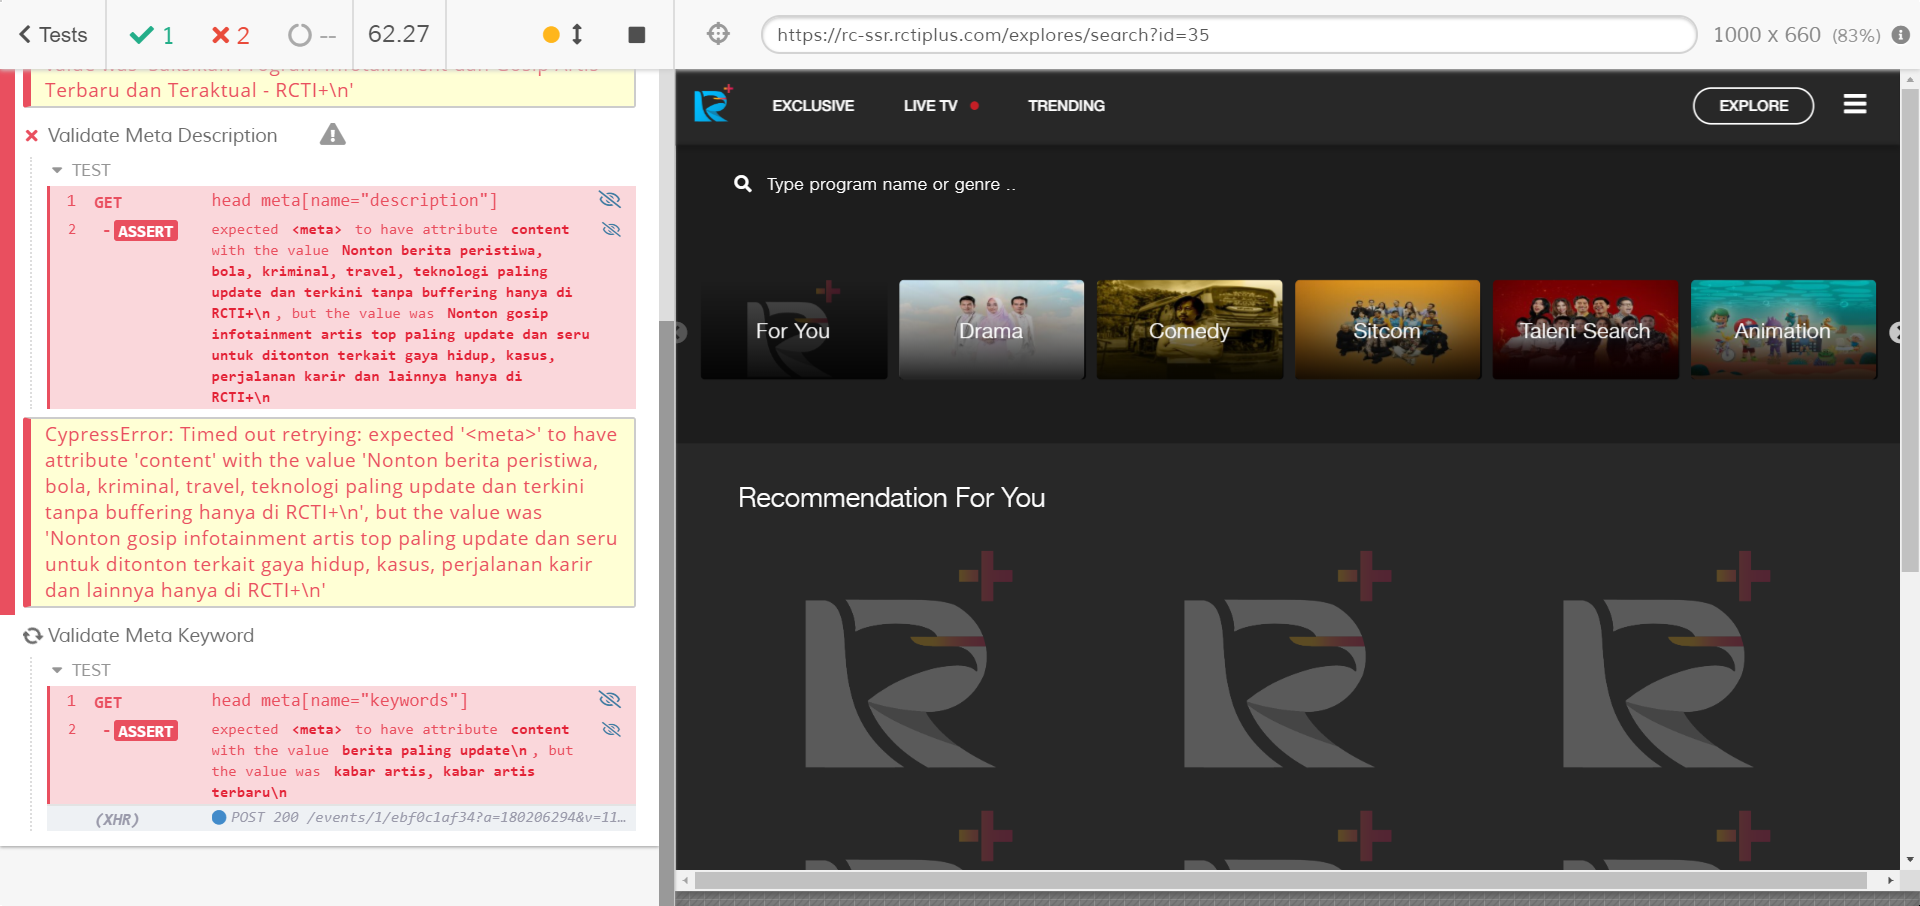 Tests
1
2
--
62.27
https://rc-ssr.rctiplus.com/explores/search?id=35
1000 x 660 (83%)
Terbaru dan Teraktual - RCTI+\n'
Validate Meta Description
TEST
1 GET head meta[name="description"]
2 -ASSERT expected <meta> to have attribute content
with the value Nonton berita peristiwa,
bola, kriminal, travel, teknologi paling
update dan terkini tanpa buffering hanya di
RCTI+\n, but the value was Nonton gosip
infotainment artis top paling update dan seru
untuk ditonton terkait gaya hidup, kasus,
perjalanan karir dan lainnya hanya di
RCTI+\n
CypressError: Timed out retrying: expected '<meta>' to have
attribute 'content' with the value 'Nonton berita peristiwa,
bola, kriminal, travel, teknologi paling update dan terkini
tanpa buffering hanya di RCTI+\n', but the value was
'Nonton gosip infotainment artis top paling update dan seru
untuk ditonton terkait gaya hidup, kasus, perjalanan karir
dan lainnya hanya di RCTI+\n'
Validate Meta Keyword
TEST
1 GET head meta[name="keywords"]
2 -ASSERT expected <meta> to have attribute content
with the value berita paling update\n, but
the value was kabar artis, kabar artis
terbaru\n
(XHR) POST 200 /events/1/ebf0c1af34?a=180206294&v=11...
EXCLUSIVE
LIVE TV
TRENDING
EXPLORE
Type program name or genre ..
For You
Drama
Comedy
Sitcom
Talent Search
Animation
Recommendation For You